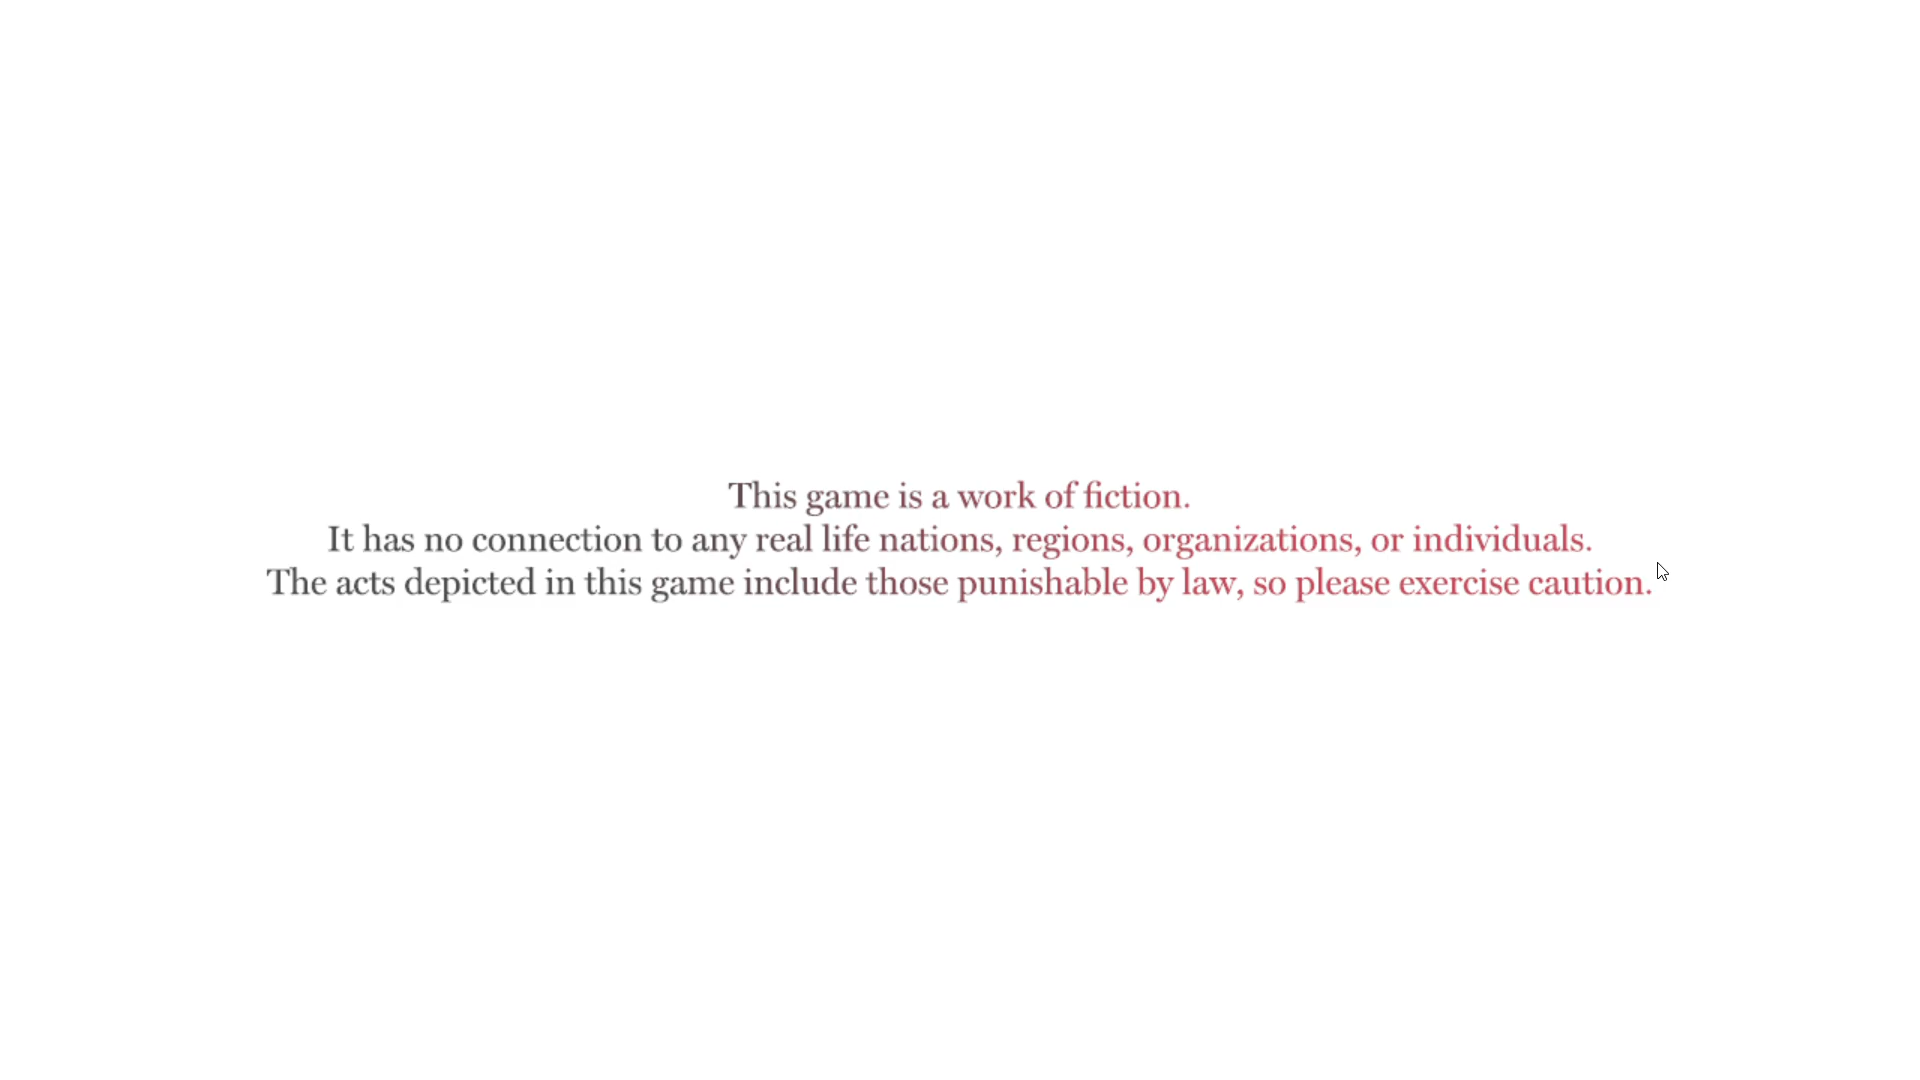 This game is a work of fiction.
It has no connection to any real life nations, regions, organizations, or individuals.
The acts depicted in this game include those punishable by law, so please exercise caution.